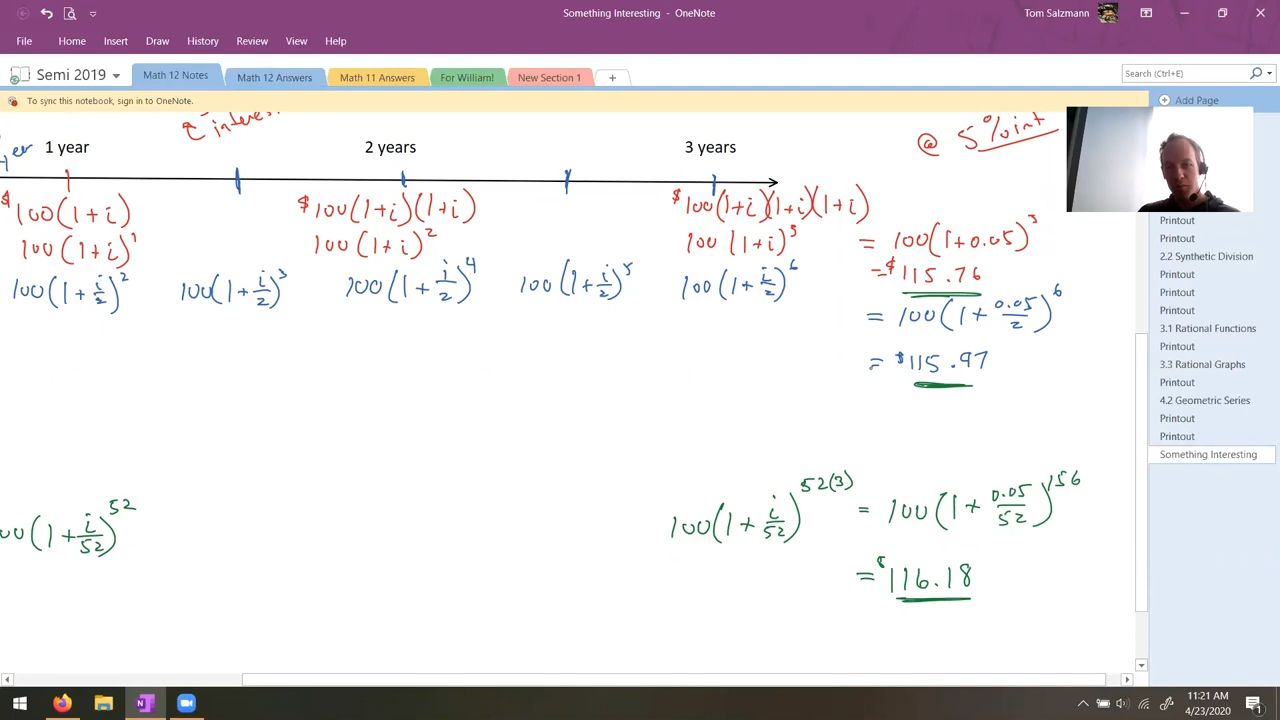 Something Interesting - OneNote
Tom Salzmann
File Home Insert Draw History Review View Help
Semi 2019
Math 12 Notes
Math 12 Answers
Math 11 Answers
For William!
New Section 1
Search (Ctrl+E)
To sync this notebook, sign in to OneNote.
Add Page
@ 5% int
1 year
2 years
3 years
$100(1+i)
$100(1+i)(1+i)
$100(1+i)(1+i)(1+i)
100(1+i)^1
100(1+i)^2
100(1+i)^3
= 100(1+0.05)^3
= $115.76
100(1+i/2)^2
100(1+i/2)^3
100(1+i/2)^4
100(1+i/2)^5
100(1+i/2)^6
= 100(1+0.05/2)^6
= $115.97
00(1+i/52)^52
100(1+i/52)^52(3)
= 100(1+0.05/52)^156
= $116.18
Printout
Printout
2.2 Synthetic Division
Printout
Printout
Printout
3.1 Rational Functions
Printout
3.3 Rational Graphs
Printout
4.2 Geometric Series
Printout
Printout
Something Interesting
11:21 AM
4/23/2020